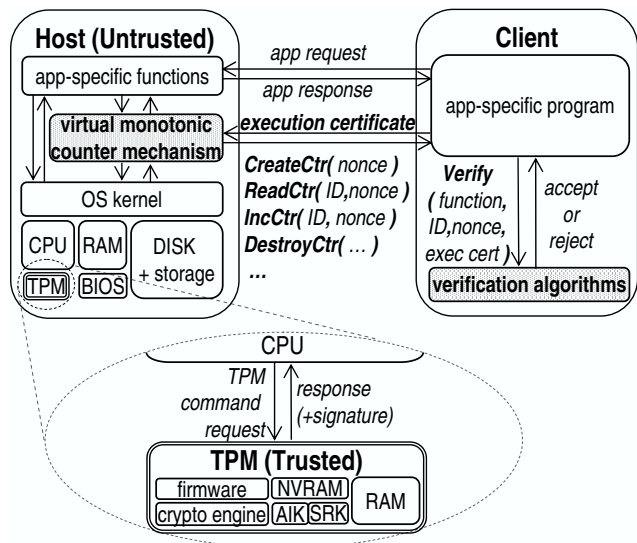 Host (Untrusted)
app-specific functions
virtual monotonic
counter mechanism
OS kernel
CPU
RAM
DISK
+ storage
TPM
BIOS
app request
app response
execution certificate
CreateCtr( nonce )
ReadCtr( ID,nonce )
IncCtr( ID, nonce )
DestroyCtr( ... )
...
Client
app-specific program
Verify
( function,
ID,nonce,
exec cert )
accept
or
reject
verification algorithms
CPU
TPM
command
request
response
(+signature)
TPM (Trusted)
firmware
NVRAM
crypto engine
AIK
SRK
RAM